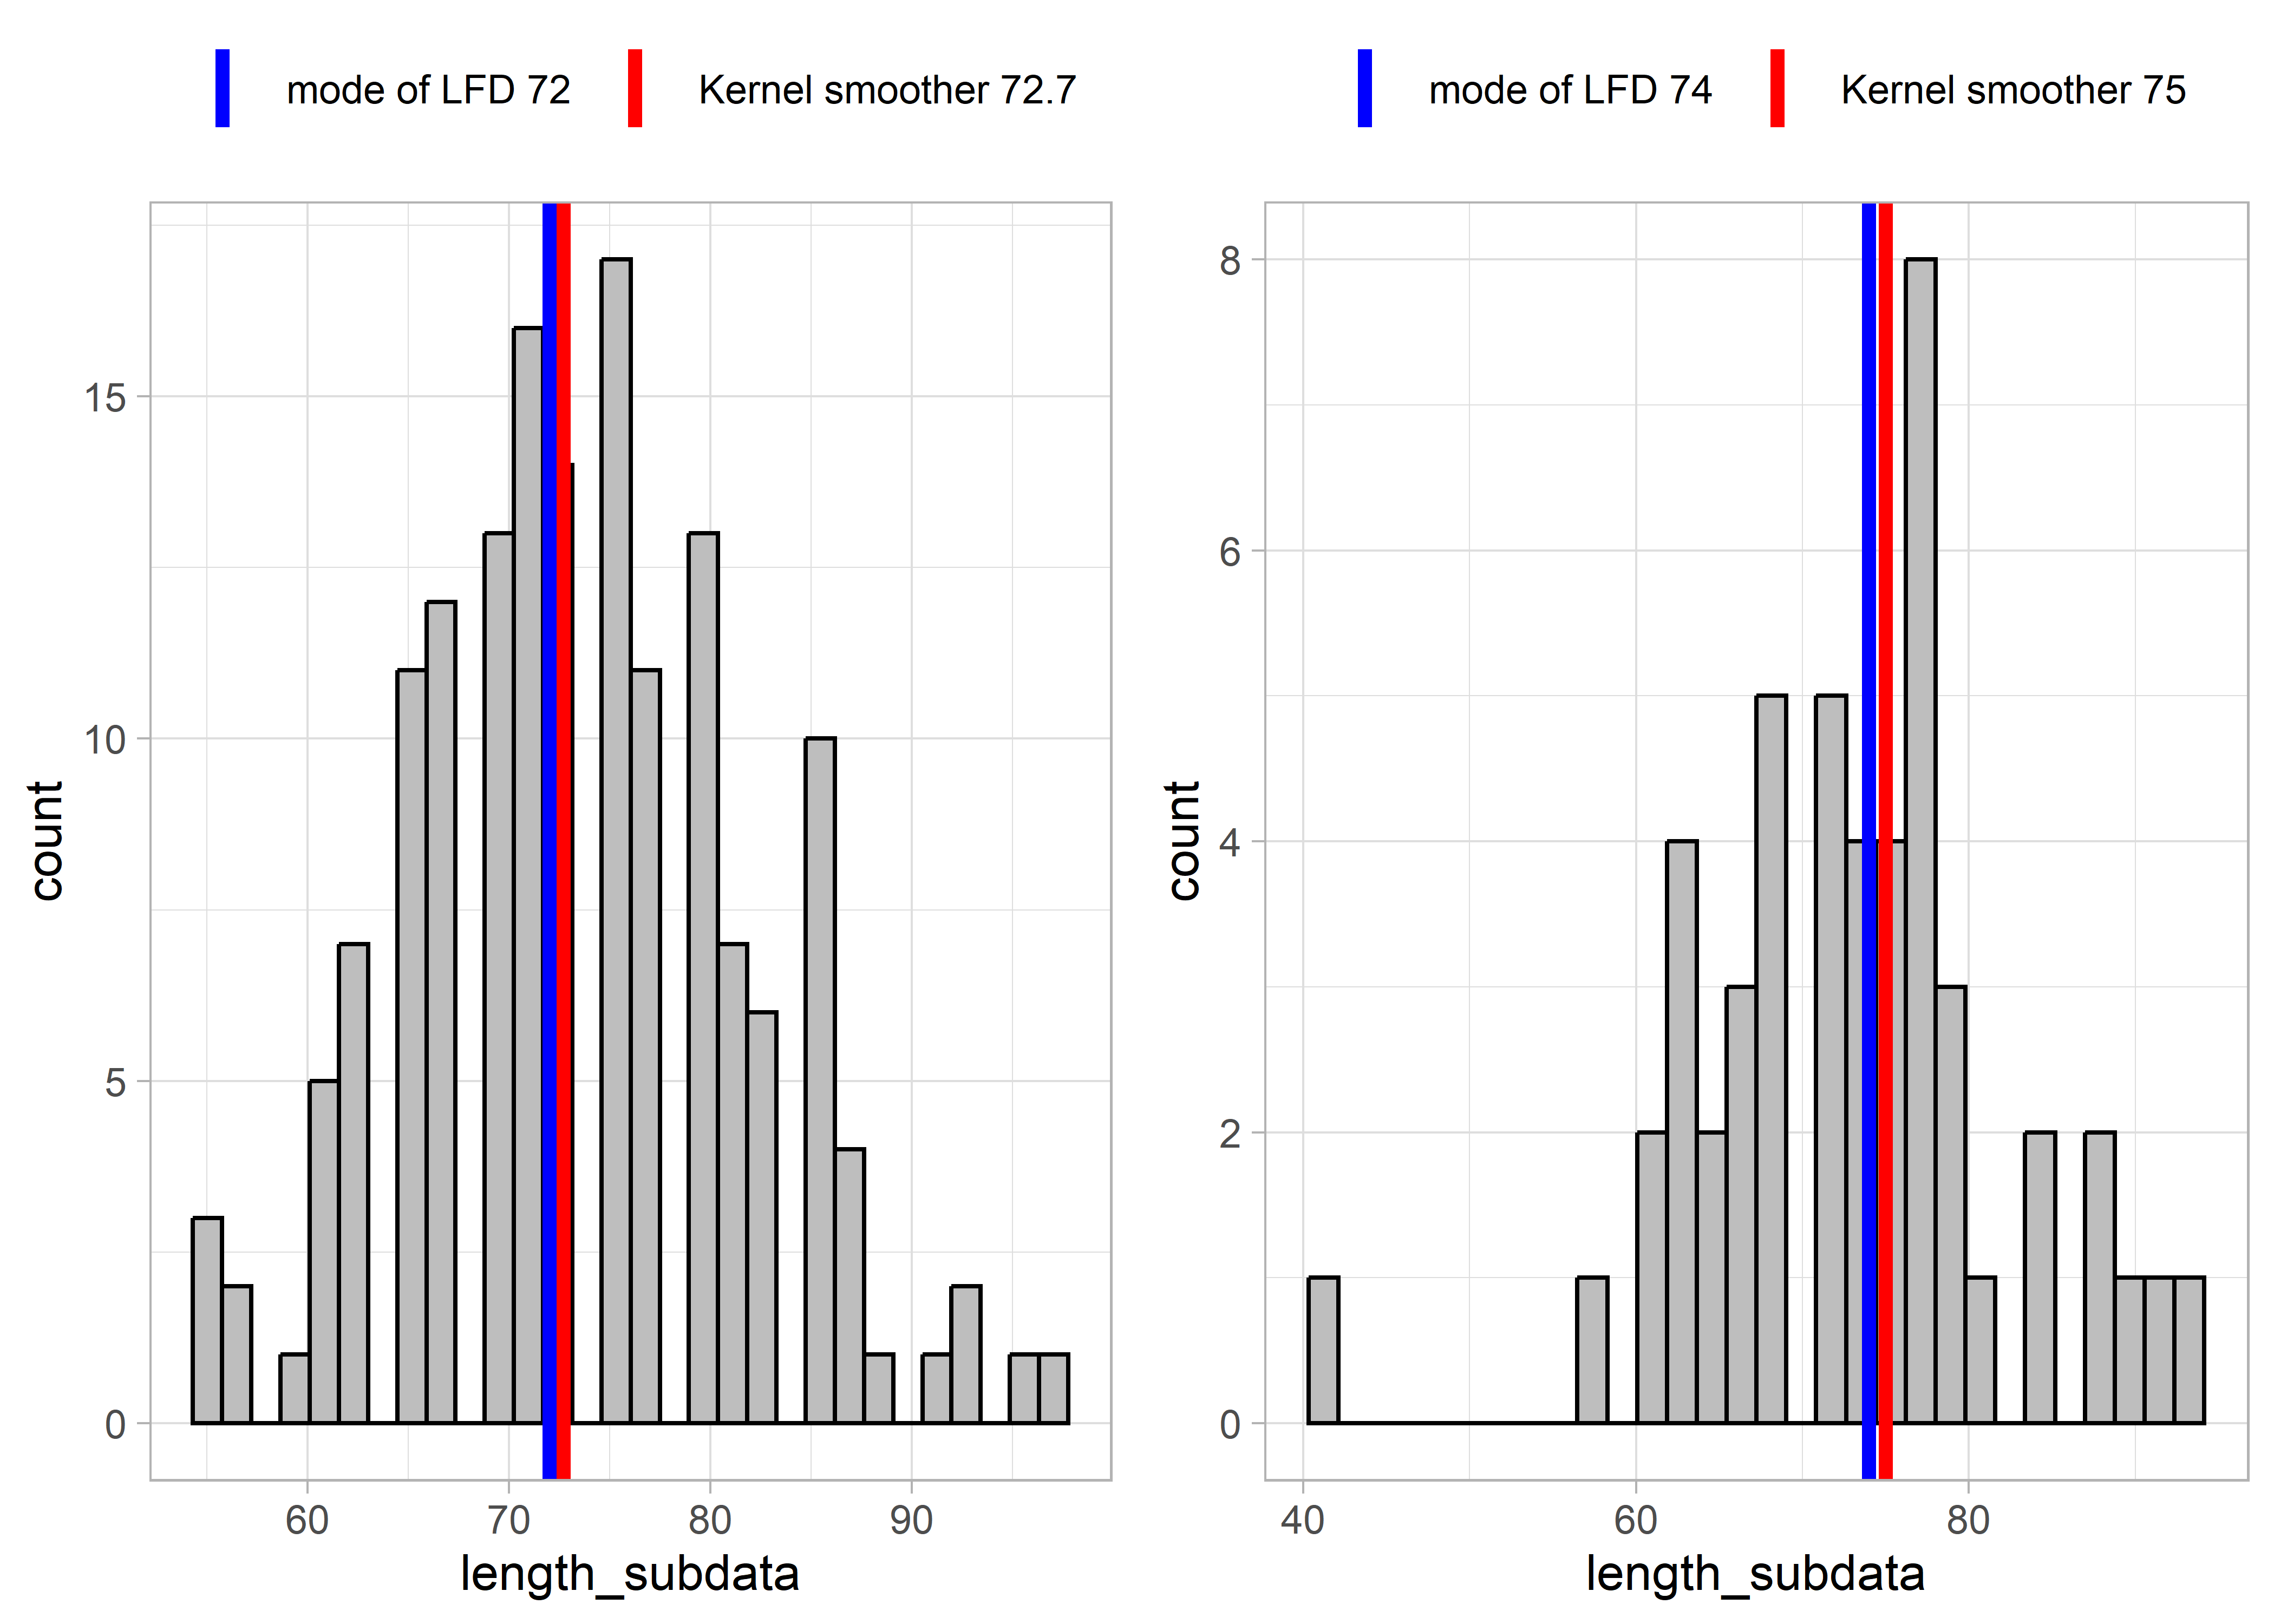 mode of LFD 72 Kernel smoother 72.7
15
10
5
0
count
60 70 80 90
length_subdata
mode of LFD 74 Kernel smoother 75
8
6
4
2
0
count
40 60 80
length_subdata